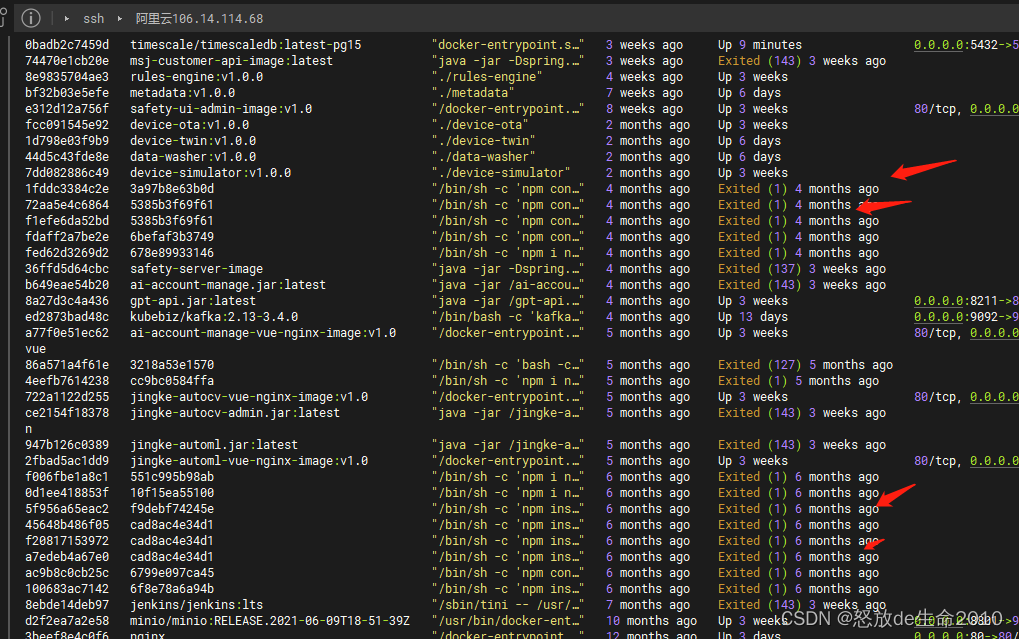 ssh 阿里云106.14.114.68
0badb2c7459d timescale/timescaledb:latest-pg15 "docker-entrypoint.s…" 3 weeks ago Up 9 minutes 0.0.0.0:5432->5
74470e1cb20e msj-customer-api-image:latest "java -jar -Dspring.…" 3 weeks ago Exited (143) 3 weeks ago
8e9835704ae3 rules-engine:v1.0.0 "./rules-engine" 4 weeks ago Up 3 weeks
bf32b03e5efe metadata:v1.0.0 "./metadata" 7 weeks ago Up 6 days
e312d12a756f safety-ui-admin-image:v1.0 "/docker-entrypoint.…" 8 weeks ago Up 3 weeks 80/tcp, 0.0.0.0
fcc091545e92 device-ota:v1.0.0 "./device-ota" 2 months ago Up 3 weeks
1d798e03f9b9 device-twin:v1.0.0 "./device-twin" 2 months ago Up 6 days
44d5c43fde8e data-washer:v1.0.0 "./data-washer" 2 months ago Up 6 days
7dd082886c49 device-simulator:v1.0.0 "./device-simulator" 2 months ago Up 3 weeks
1fddc3384c2e 3a97b8e63b0d "/bin/sh -c 'npm con…" 4 months ago Exited (1) 4 months ago
72aa5e4c6864 5385b3f69f61 "/bin/sh -c 'npm con…" 4 months ago Exited (1) 4 months ago
f1efe6da52bd 5385b3f69f61 "/bin/sh -c 'npm con…" 4 months ago Exited (1) 4 months ago
fdaff2a7be2e 6befaf3b3749 "/bin/sh -c 'npm con…" 4 months ago Exited (1) 4 months ago
fed62d3269d2 678e89933146 "/bin/sh -c 'npm i n…" 4 months ago Exited (1) 4 months ago
36ffd5d64cbc safety-server-image "java -jar -Dspring.…" 4 months ago Exited (137) 3 weeks ago
b649eae54b20 ai-account-manage.jar:latest "java -jar /ai-accou…" 4 months ago Exited (143) 3 weeks ago
8a27d3c4a436 gpt-api.jar:latest "java -jar /gpt-api.…" 4 months ago Up 3 weeks 0.0.0.0:8211->8
ed2873bad48c kubebiz/kafka:2.13-3.4.0 "/bin/bash -c 'kafka…" 4 months ago Up 13 days 0.0.0.0:9092->9
a77f0e51ec62 ai-account-manage-vue-nginx-image:v1.0 "/docker-entrypoint.…" 5 months ago Up 3 weeks 80/tcp, 0.0.0.0
vue
86a571a4f61e 3218a53e1570 "/bin/sh -c 'bash -c…" 5 months ago Exited (127) 5 months ago
4eefb7614238 cc9bc0584ffa "/bin/sh -c 'npm i n…" 5 months ago Exited (1) 5 months ago
722a1122d255 jingke-autocv-vue-nginx-image:v1.0 "/docker-entrypoint.…" 5 months ago Up 3 weeks 80/tcp, 0.0.0.0
ce2154f18378 jingke-autocv-admin.jar:latest "java -jar /jingke-a…" 5 months ago Exited (143) 3 weeks ago
n
947b126c0389 jingke-automl.jar:latest "java -jar /jingke-a…" 5 months ago Exited (143) 3 weeks ago
2fbad5ac1dd9 jingke-automl-vue-nginx-image:v1.0 "/docker-entrypoint.…" 5 months ago Up 3 weeks 80/tcp, 0.0.0.0
f006fbe1a8c1 551c995b98ab "/bin/sh -c 'npm i n…" 6 months ago Exited (1) 6 months ago
0d1ee418853f 10f15ea55100 "/bin/sh -c 'npm i n…" 6 months ago Exited (1) 6 months ago
5f956a65eac2 f9debf74245e "/bin/sh -c 'npm ins…" 6 months ago Exited (1) 6 months ago
45648b486f05 cad8ac4e34d1 "/bin/sh -c 'npm ins…" 6 months ago Exited (1) 6 months ago
f20817153972 cad8ac4e34d1 "/bin/sh -c 'npm ins…" 6 months ago Exited (1) 6 months ago
a7edeb4a67e0 cad8ac4e34d1 "/bin/sh -c 'npm ins…" 6 months ago Exited (1) 6 months ago
ac9b8c0cb25c 6799e097ca45 "/bin/sh -c 'npm con…" 6 months ago Exited (1) 6 months ago
100683ac7142 6f8e78a6a94b "/bin/sh -c 'npm ins…" 6 months ago Exited (1) 6 months ago
8ebde14deb97 jenkins/jenkins:lts "/sbin/tini -- /usr/…" 7 months ago Exited (143) 3 weeks ago
d2f2ea7a2e58 minio/minio:RELEASE.2021-06-09T18-51-39Z "/usr/bin/docker-ent…" 10 months ago Up 3 weeks
3beef8e4c0f6 nginx "/docker-entrypoint.…" 12 months ago Up 3 days 0.0.0.0:80->80/
CSDN @怒放de生命2010